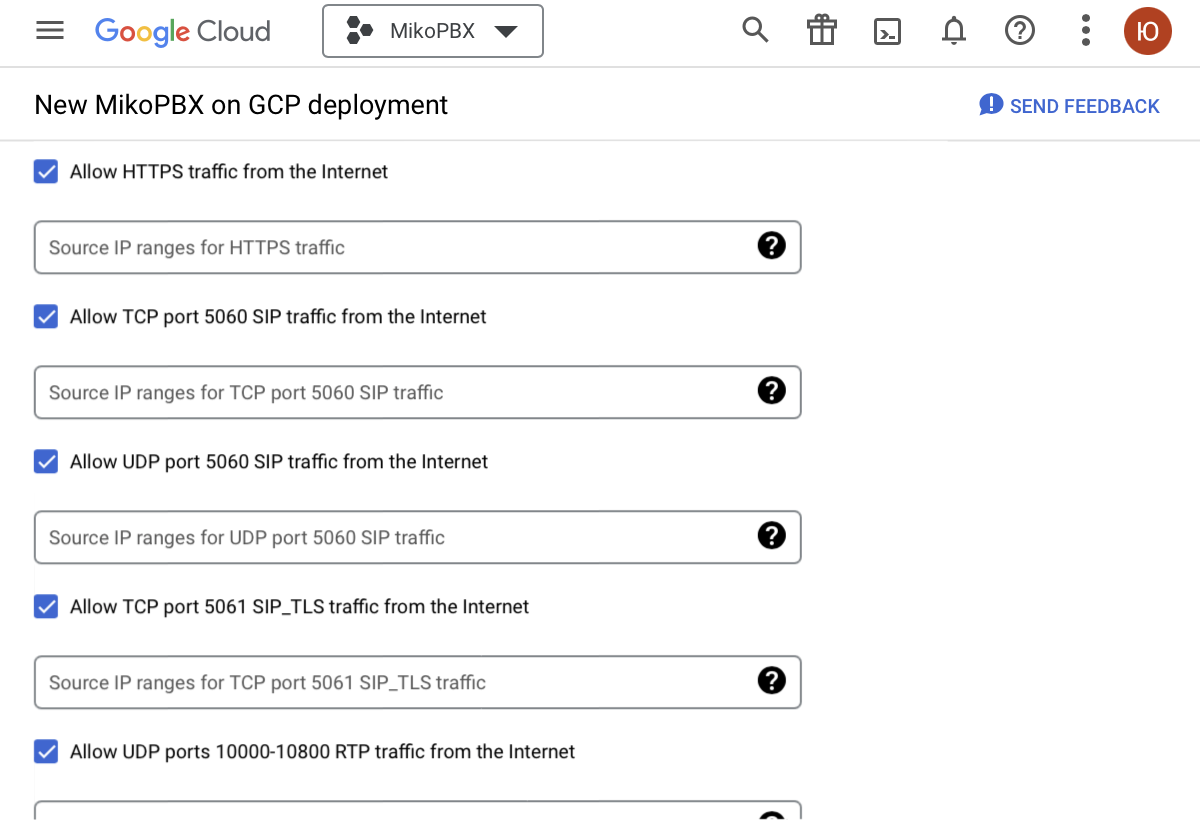 Google Cloud
MikoPBX
Ю
New MikoPBX on GCP deployment
SEND FEEDBACK
Allow HTTPS traffic from the Internet
Source IP ranges for HTTPS traffic
Allow TCP port 5060 SIP traffic from the Internet
Source IP ranges for TCP port 5060 SIP traffic
Allow UDP port 5060 SIP traffic from the Internet
Source IP ranges for UDP port 5060 SIP traffic
Allow TCP port 5061 SIP_TLS traffic from the Internet
Source IP ranges for TCP port 5061 SIP_TLS traffic
Allow UDP ports 10000-10800 RTP traffic from the Internet